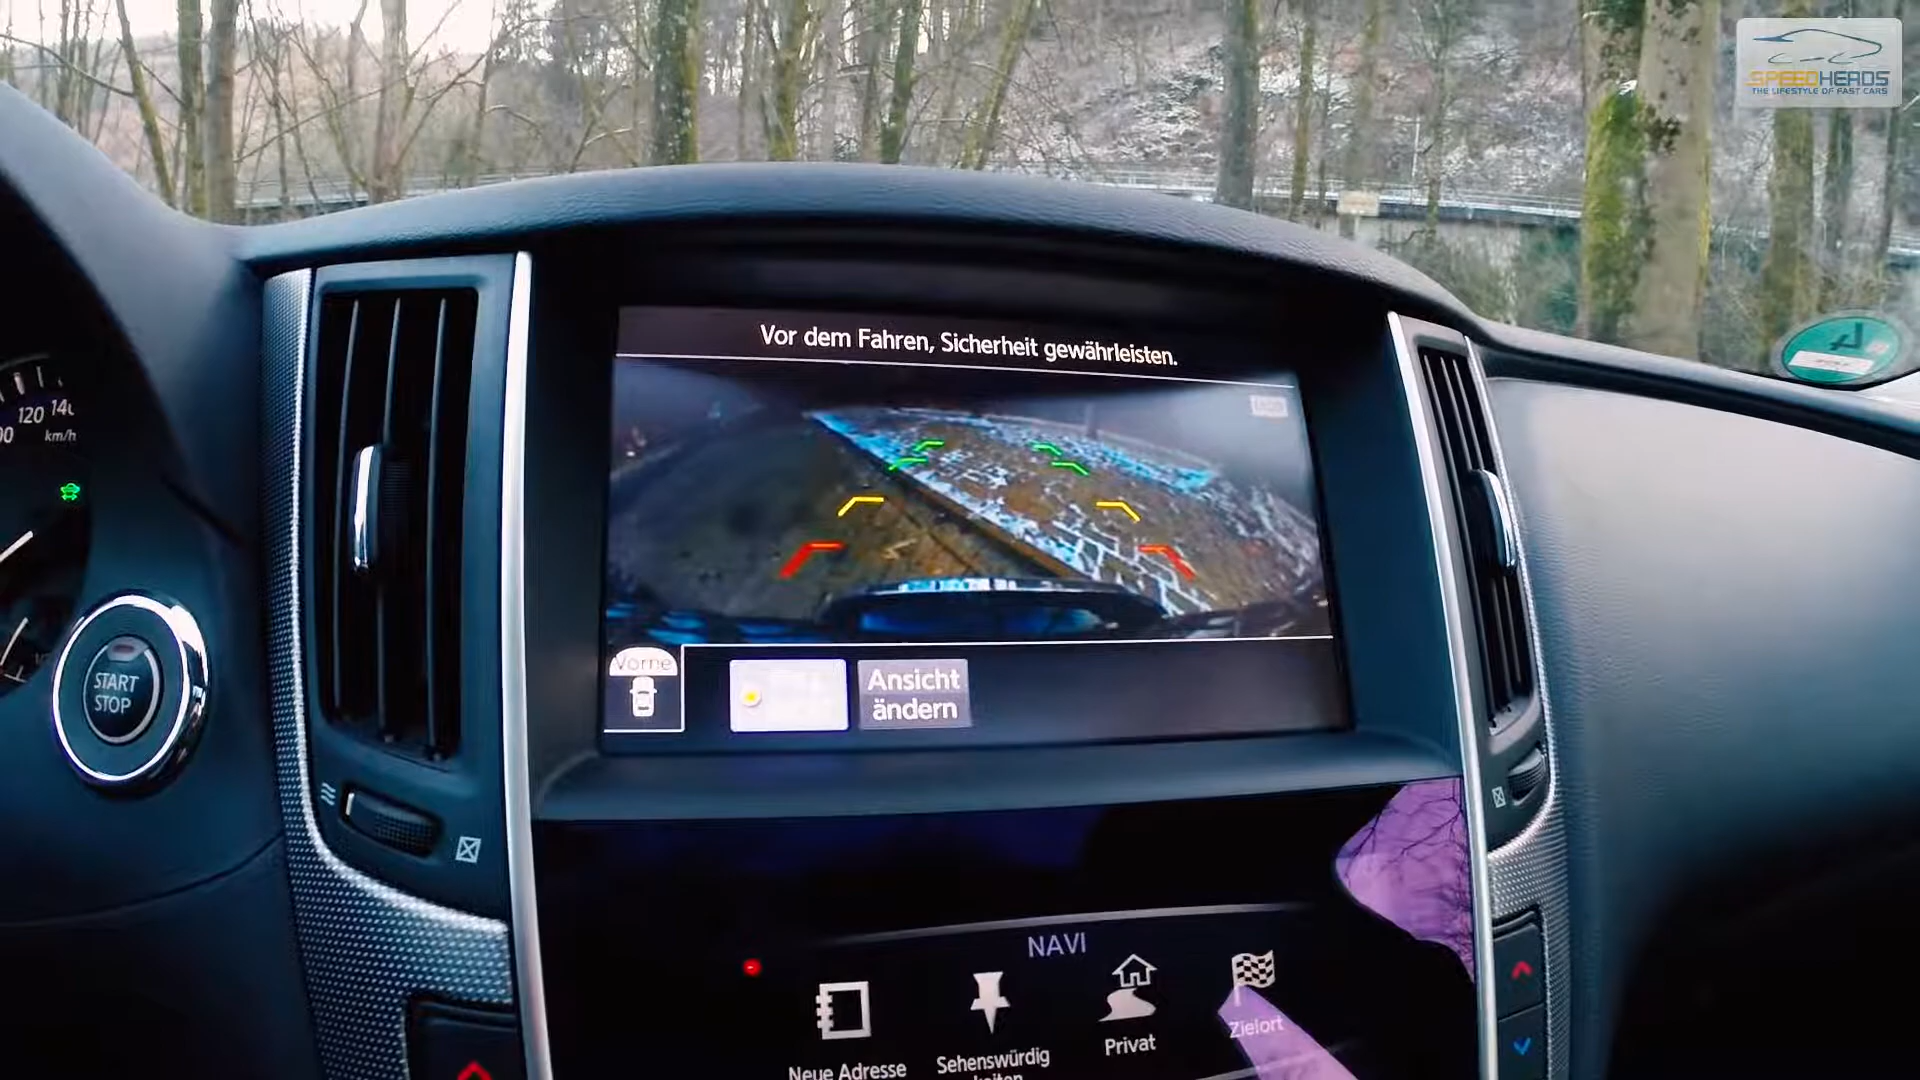 SPEEDHEADS
THE LIFESTYLE OF FAST CARS
Vor dem Fahren, Sicherheit gewährleisten.
120
km/h
START
STOP
Vorne
Ansicht
ändern
NAVI
Neue Adresse
Sehenswürdig
keiten
Privat
Zielort